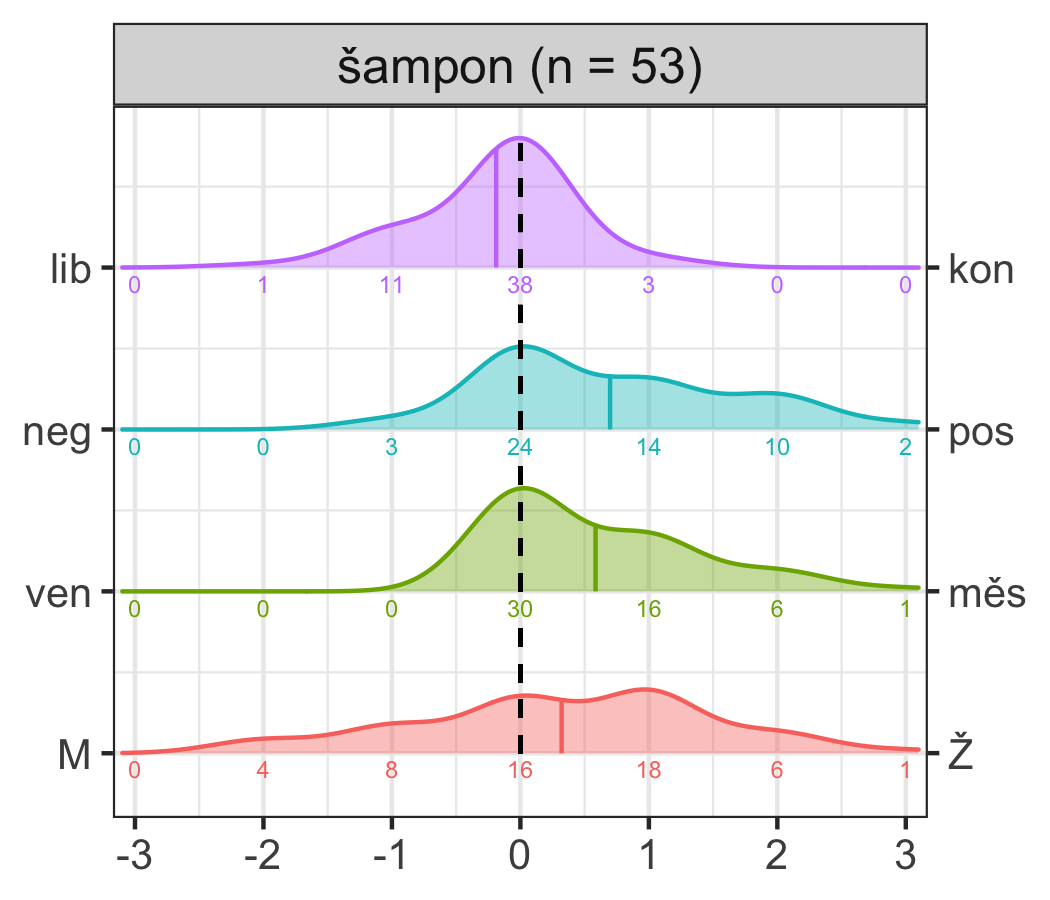 šampon (n = 53)
lib kon
0 1 11 38 3 0 0
neg pos
0 0 3 24 14 10 2
ven měs
0 0 0 30 16 6 1
M Ž
0 4 8 16 18 6 1
-3 -2 -1 0 1 2 3